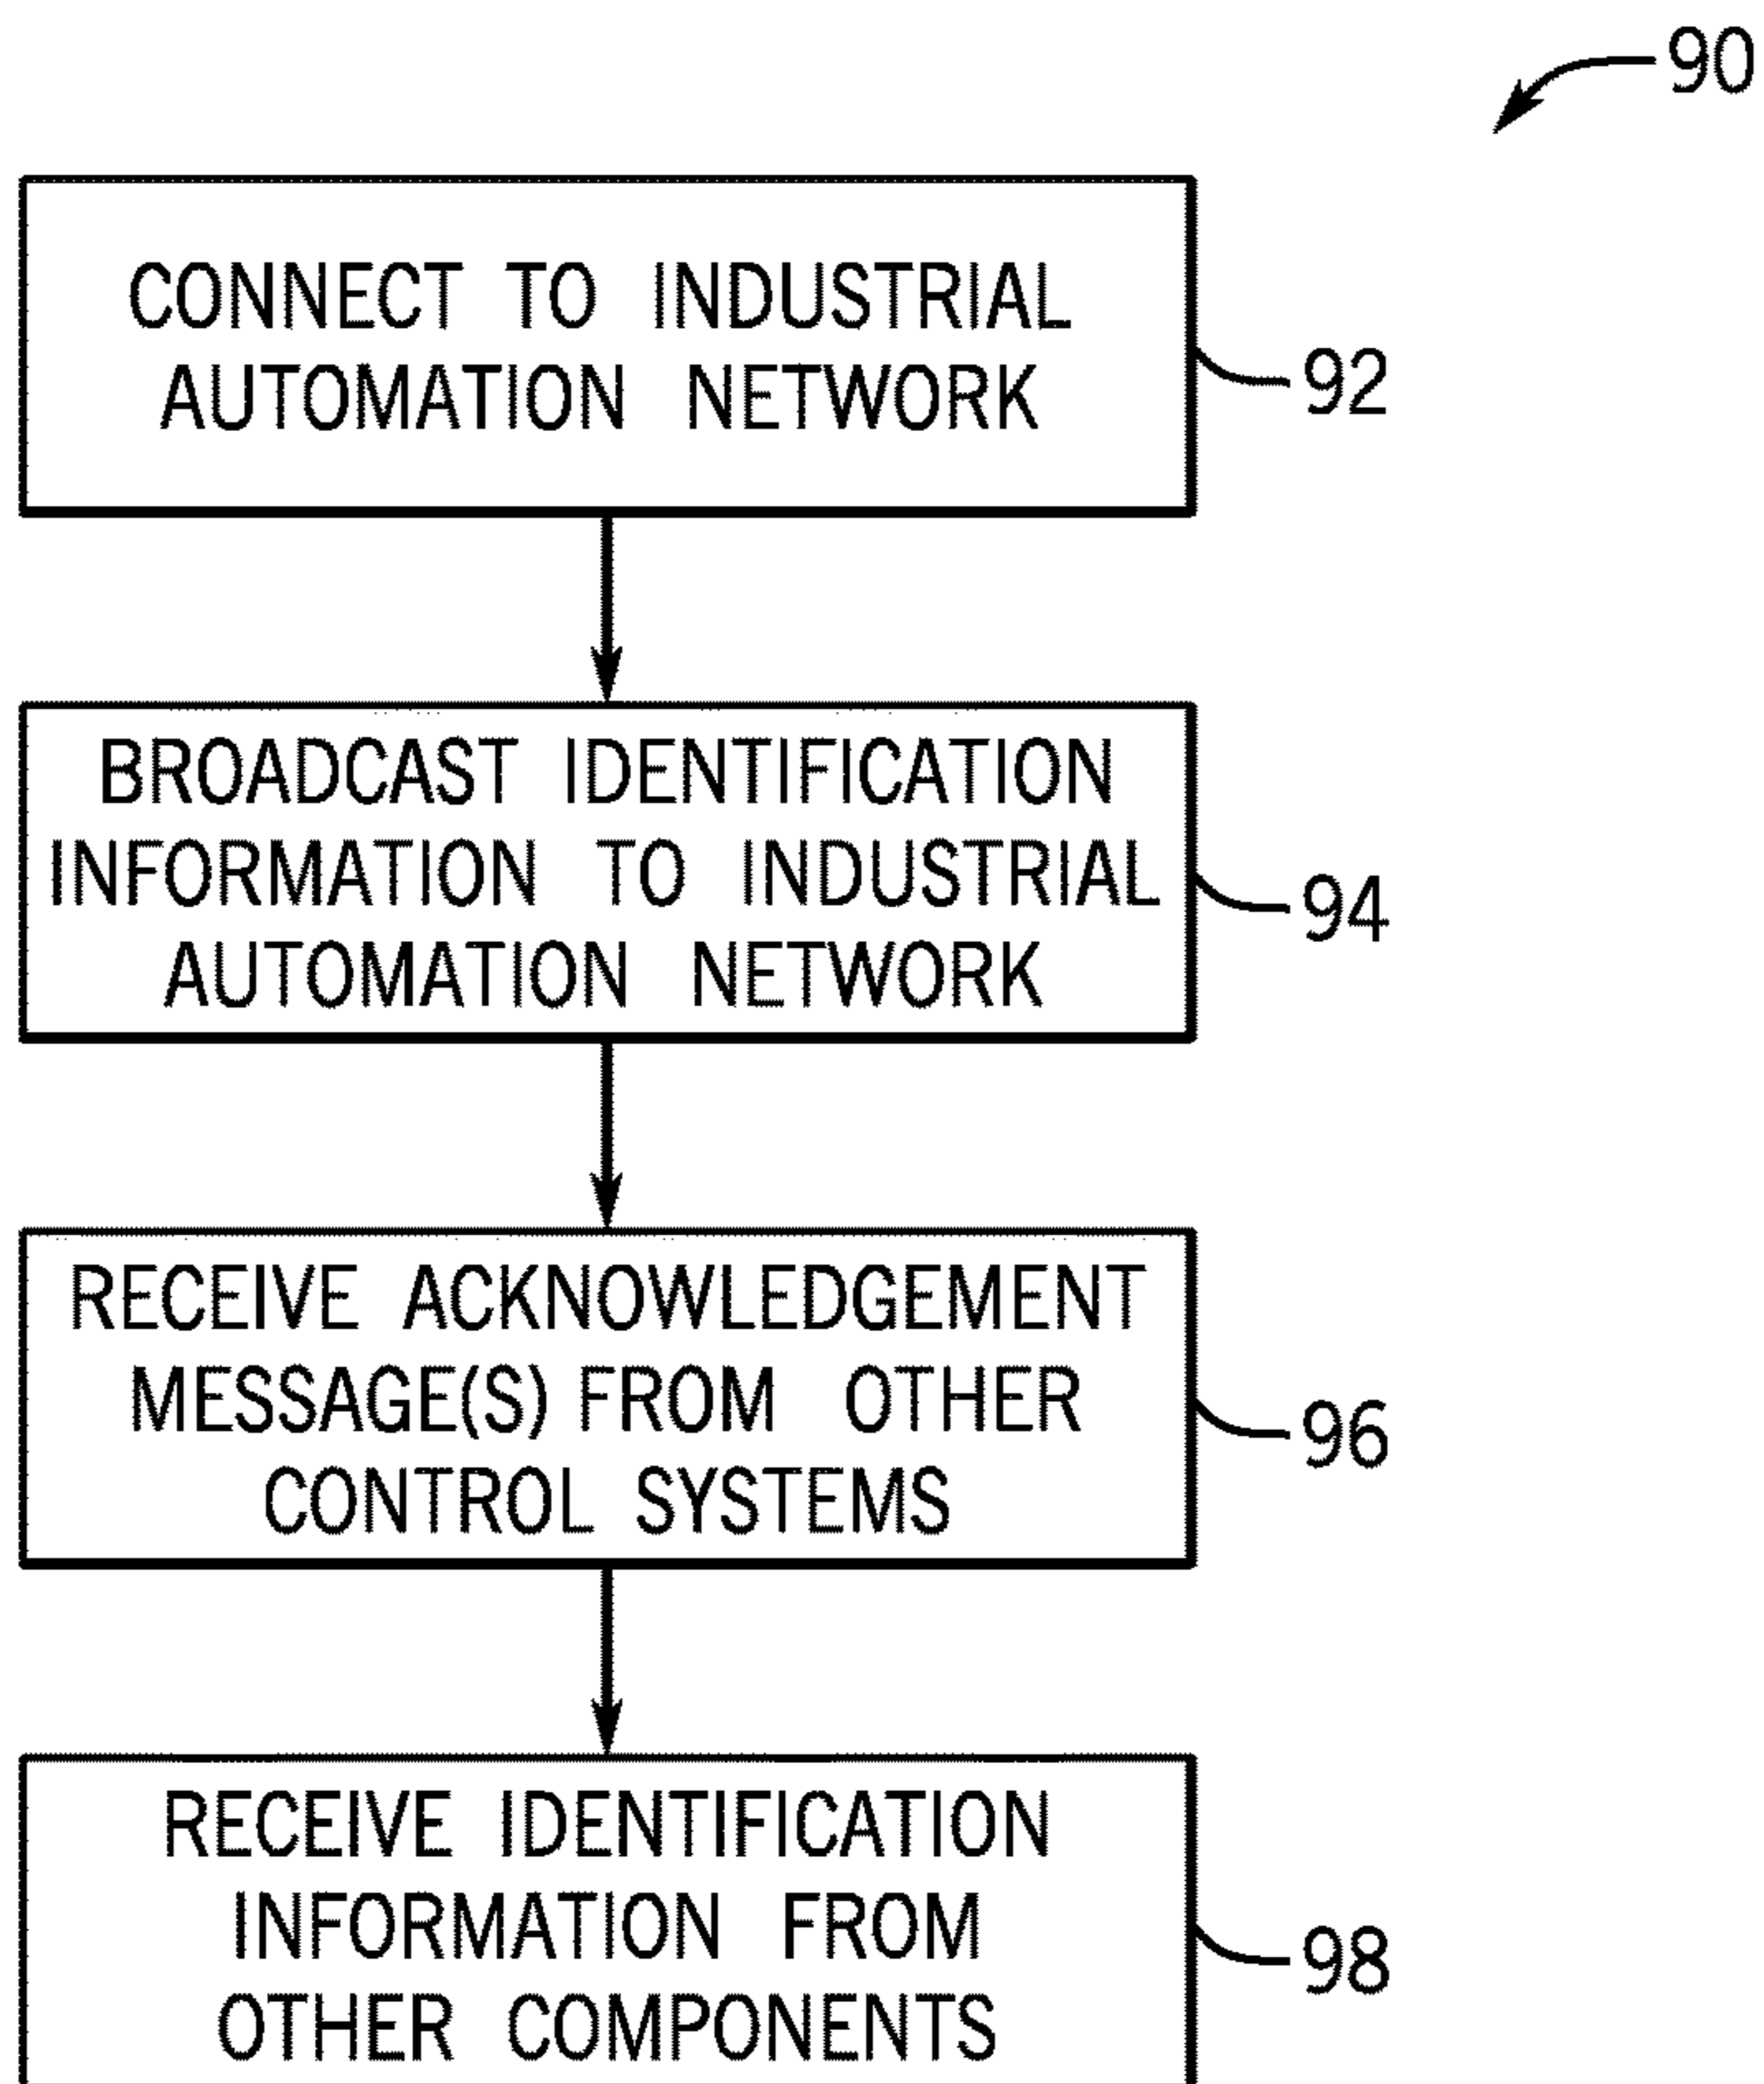 90
CONNECT TO INDUSTRIAL
AUTOMATION NETWORK
92
BROADCAST IDENTIFICATION
INFORMATION TO INDUSTRIAL
AUTOMATION NETWORK
94
RECEIVE ACKNOWLEDGEMENT
MESSAGE(S) FROM OTHER
CONTROL SYSTEMS
96
RECEIVE IDENTIFICATION
INFORMATION FROM
OTHER COMPONENTS
98